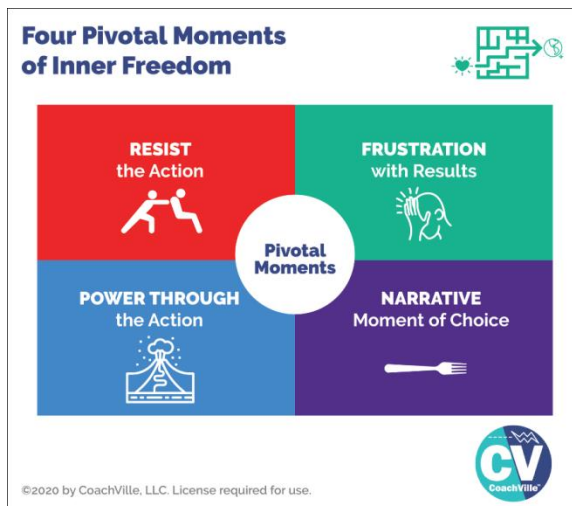 Four Pivotal Moments
of Inner Freedom
RESIST
the Action
FRUSTRATION
with Results
Pivotal
Moments
POWER THROUGH
the Action
NARRATIVE
Moment of Choice
CV
CoachVille™
©2020 by CoachVille, LLC. License required for use.